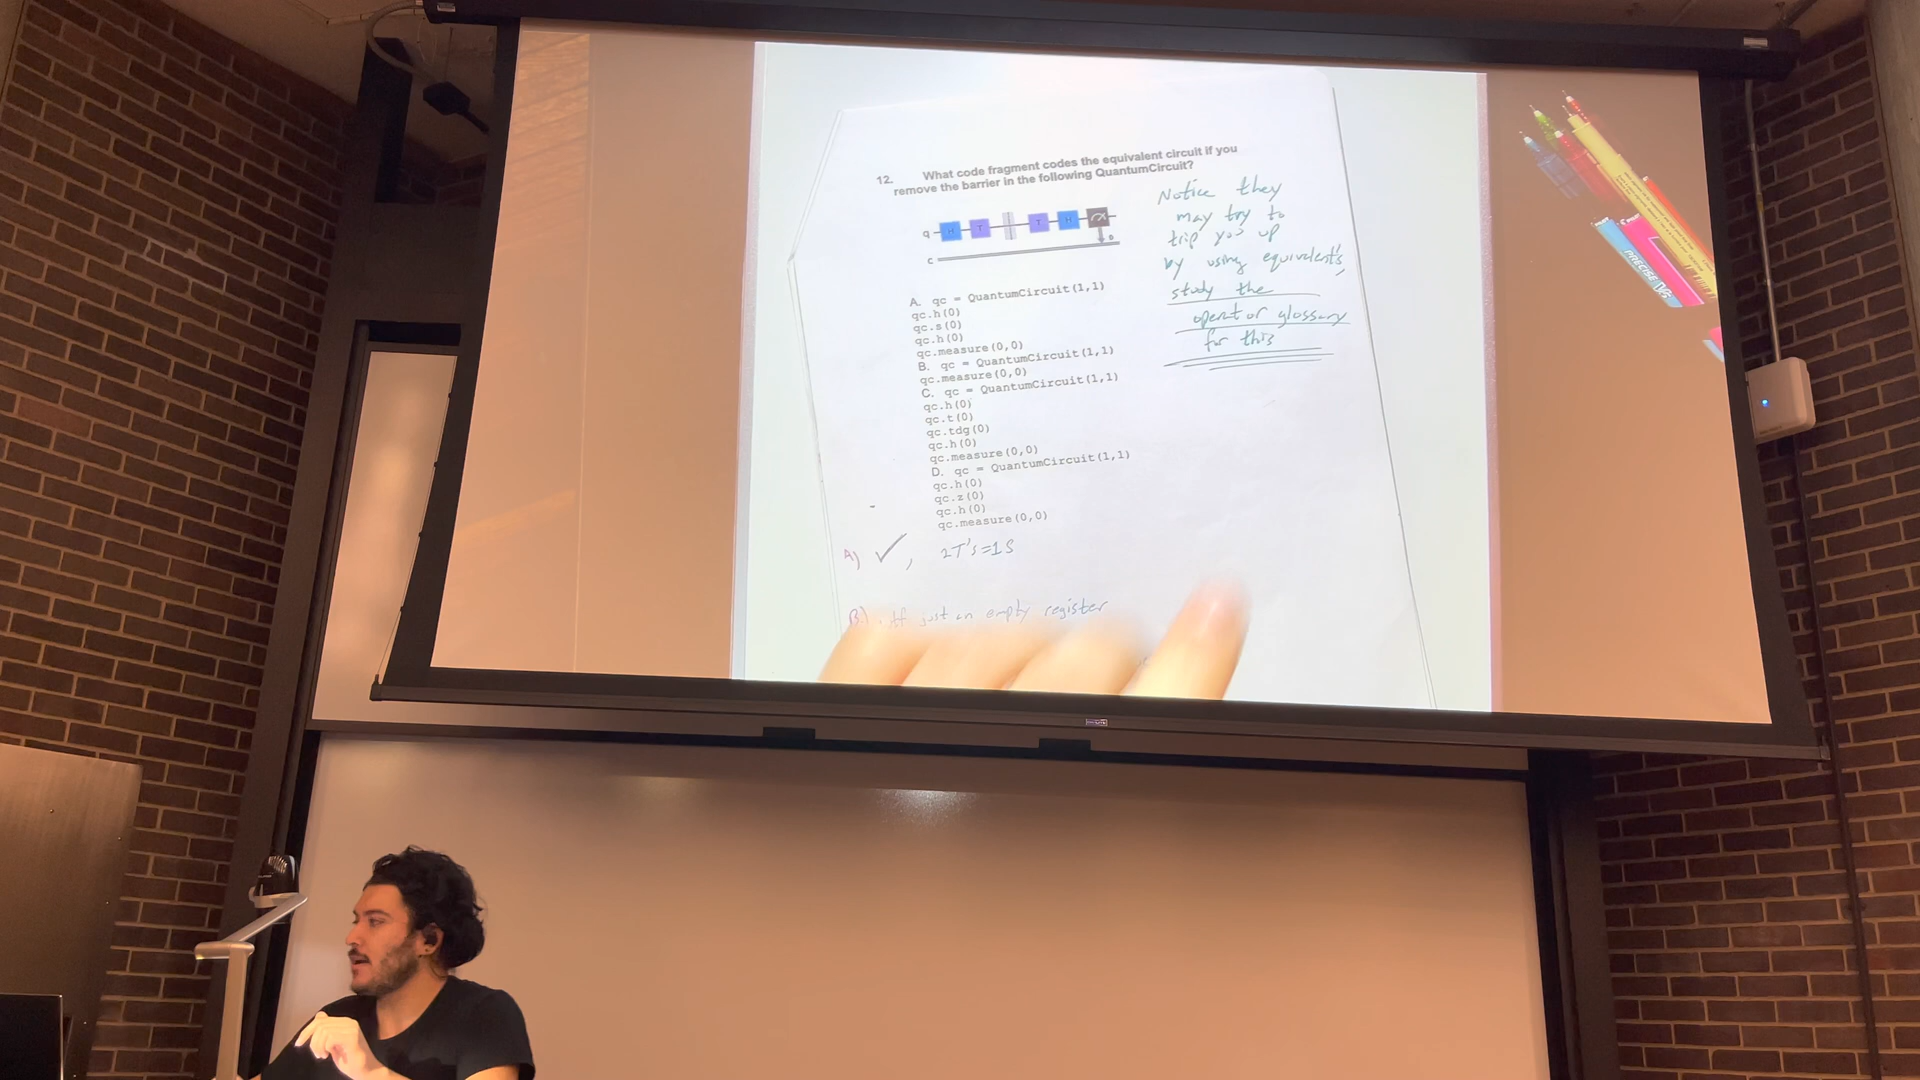 12. What code fragment codes the equivalent circuit if you
remove the barrier in the following QuantumCircuit?
q H T T H
0
c
A. qc = QuantumCircuit(1,1)
qc.h(0)
qc.s(0)
qc.h(0)
qc.measure(0,0)
B. qc = QuantumCircuit(1,1)
qc.measure(0,0)
C. qc = QuantumCircuit(1,1)
qc.h(0)
qc.t(0)
qc.tdg(0)
qc.h(0)
qc.measure(0,0)
D. qc = QuantumCircuit(1,1)
qc.h(0)
qc.z(0)
qc.h(0)
qc.measure(0,0)
Notice they
may try to
trip you up
by using equivalents,
study the
operator glossary
for this
A) ✓, 2T's=1S
B) just an empty register
PRECISE V5